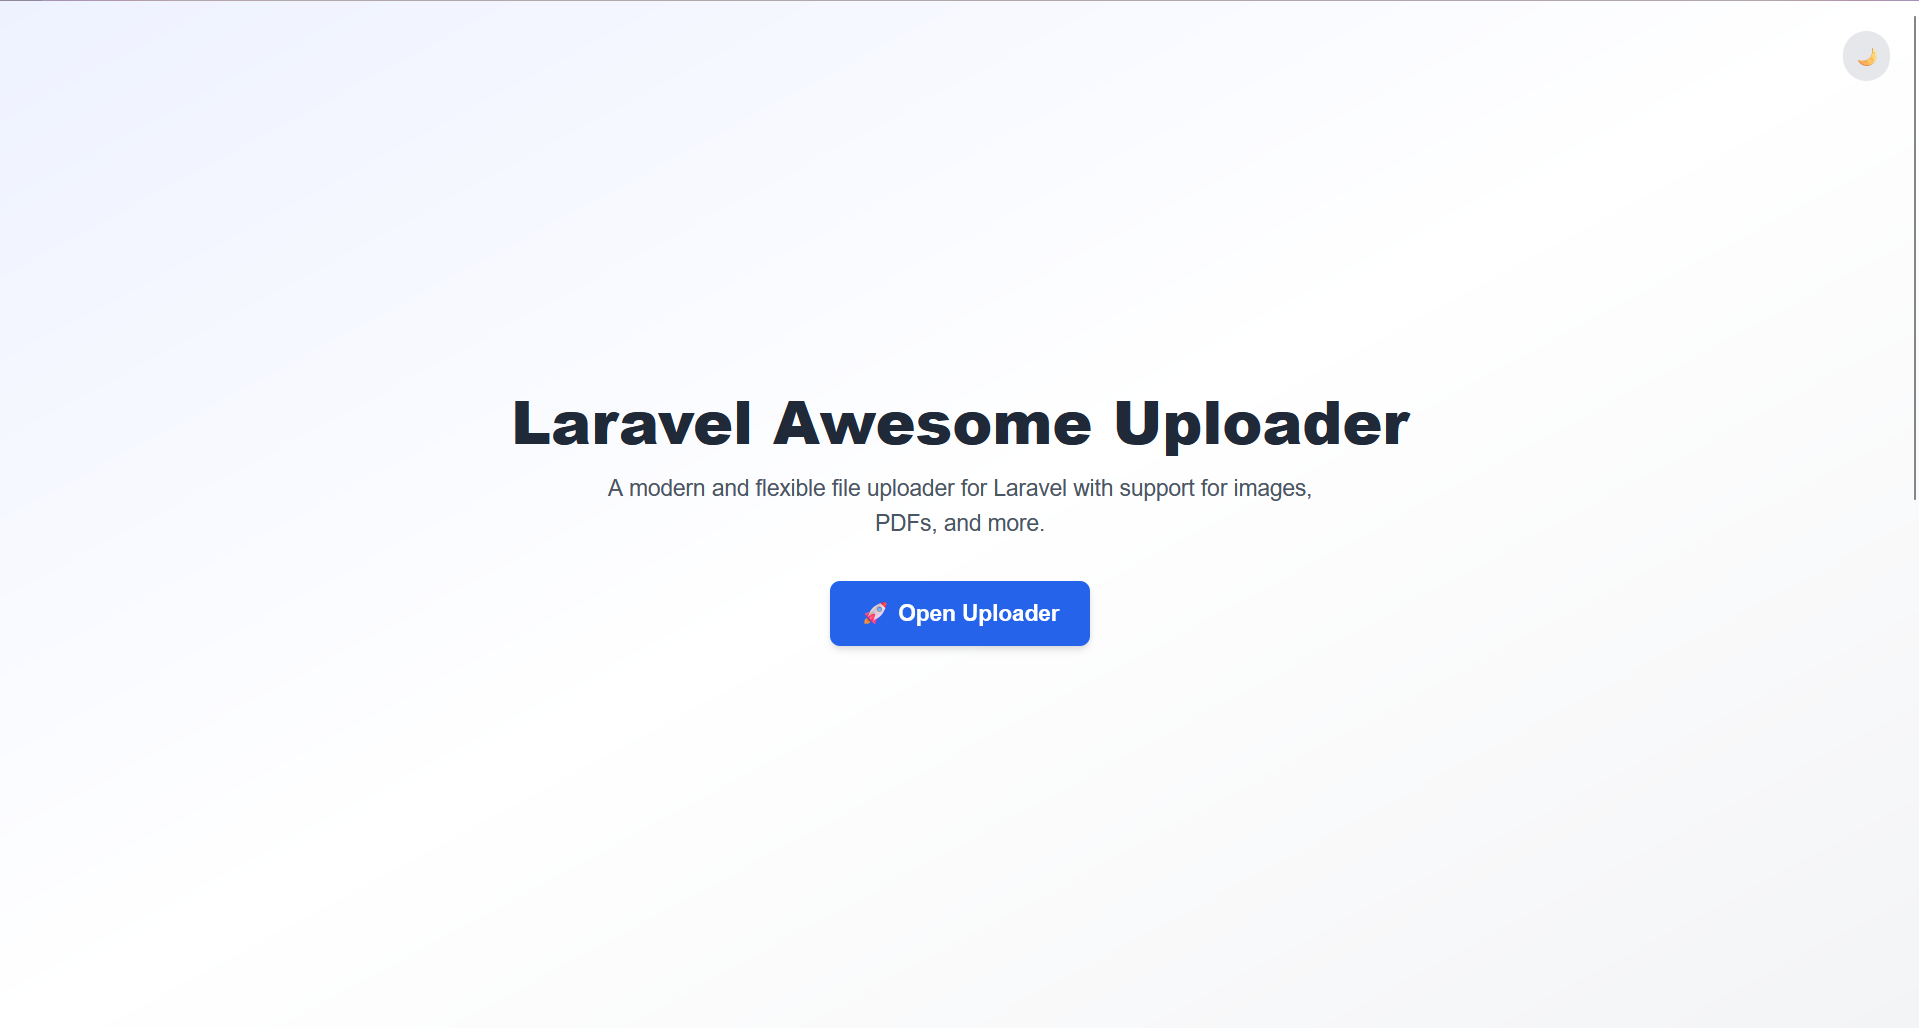 Laravel Awesome Uploader
A modern and flexible file uploader for Laravel with support for images,
PDFs, and more.
🚀 Open Uploader